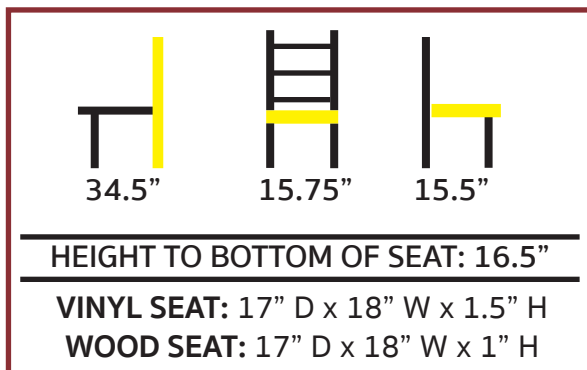 34.5” 15.75” 15.5”
HEIGHT TO BOTTOM OF SEAT: 16.5”
VINYL SEAT: 17” D x 18” W x 1.5” H
WOOD SEAT: 17” D x 18” W x 1” H